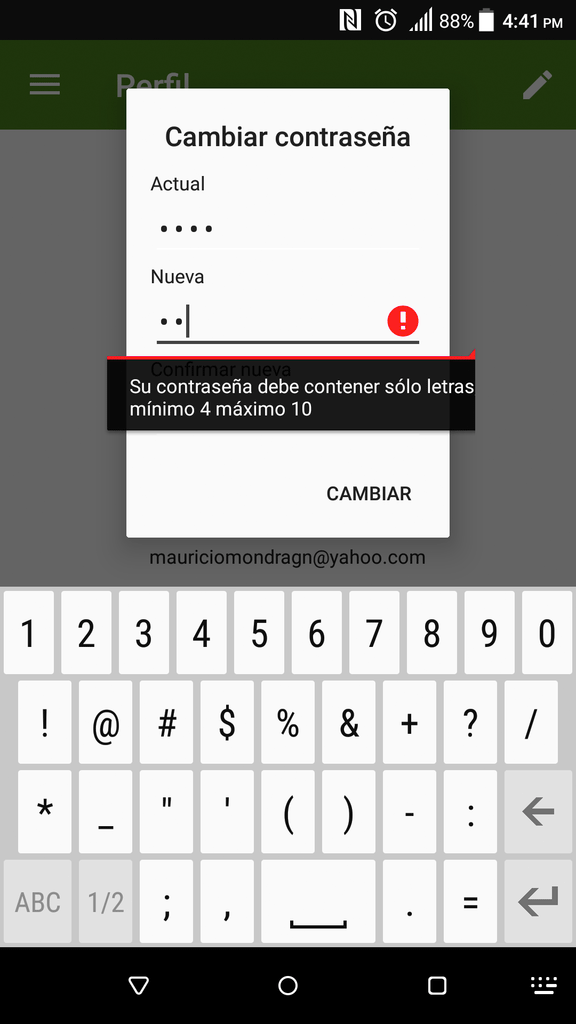 88% 4:41 PM
Perfil
Cambiar contraseña
Actual
••••
Nueva
••
!
Confirmar nueva
Su contraseña debe contener sólo letras
mínimo 4 máximo 10
CAMBIAR
mauriciomondragn@yahoo.com
1 2 3 4 5 6 7 8 9 0
! @ # $ % & + ? /
* _ " ' ( ) - :
ABC 1/2 ; , . =